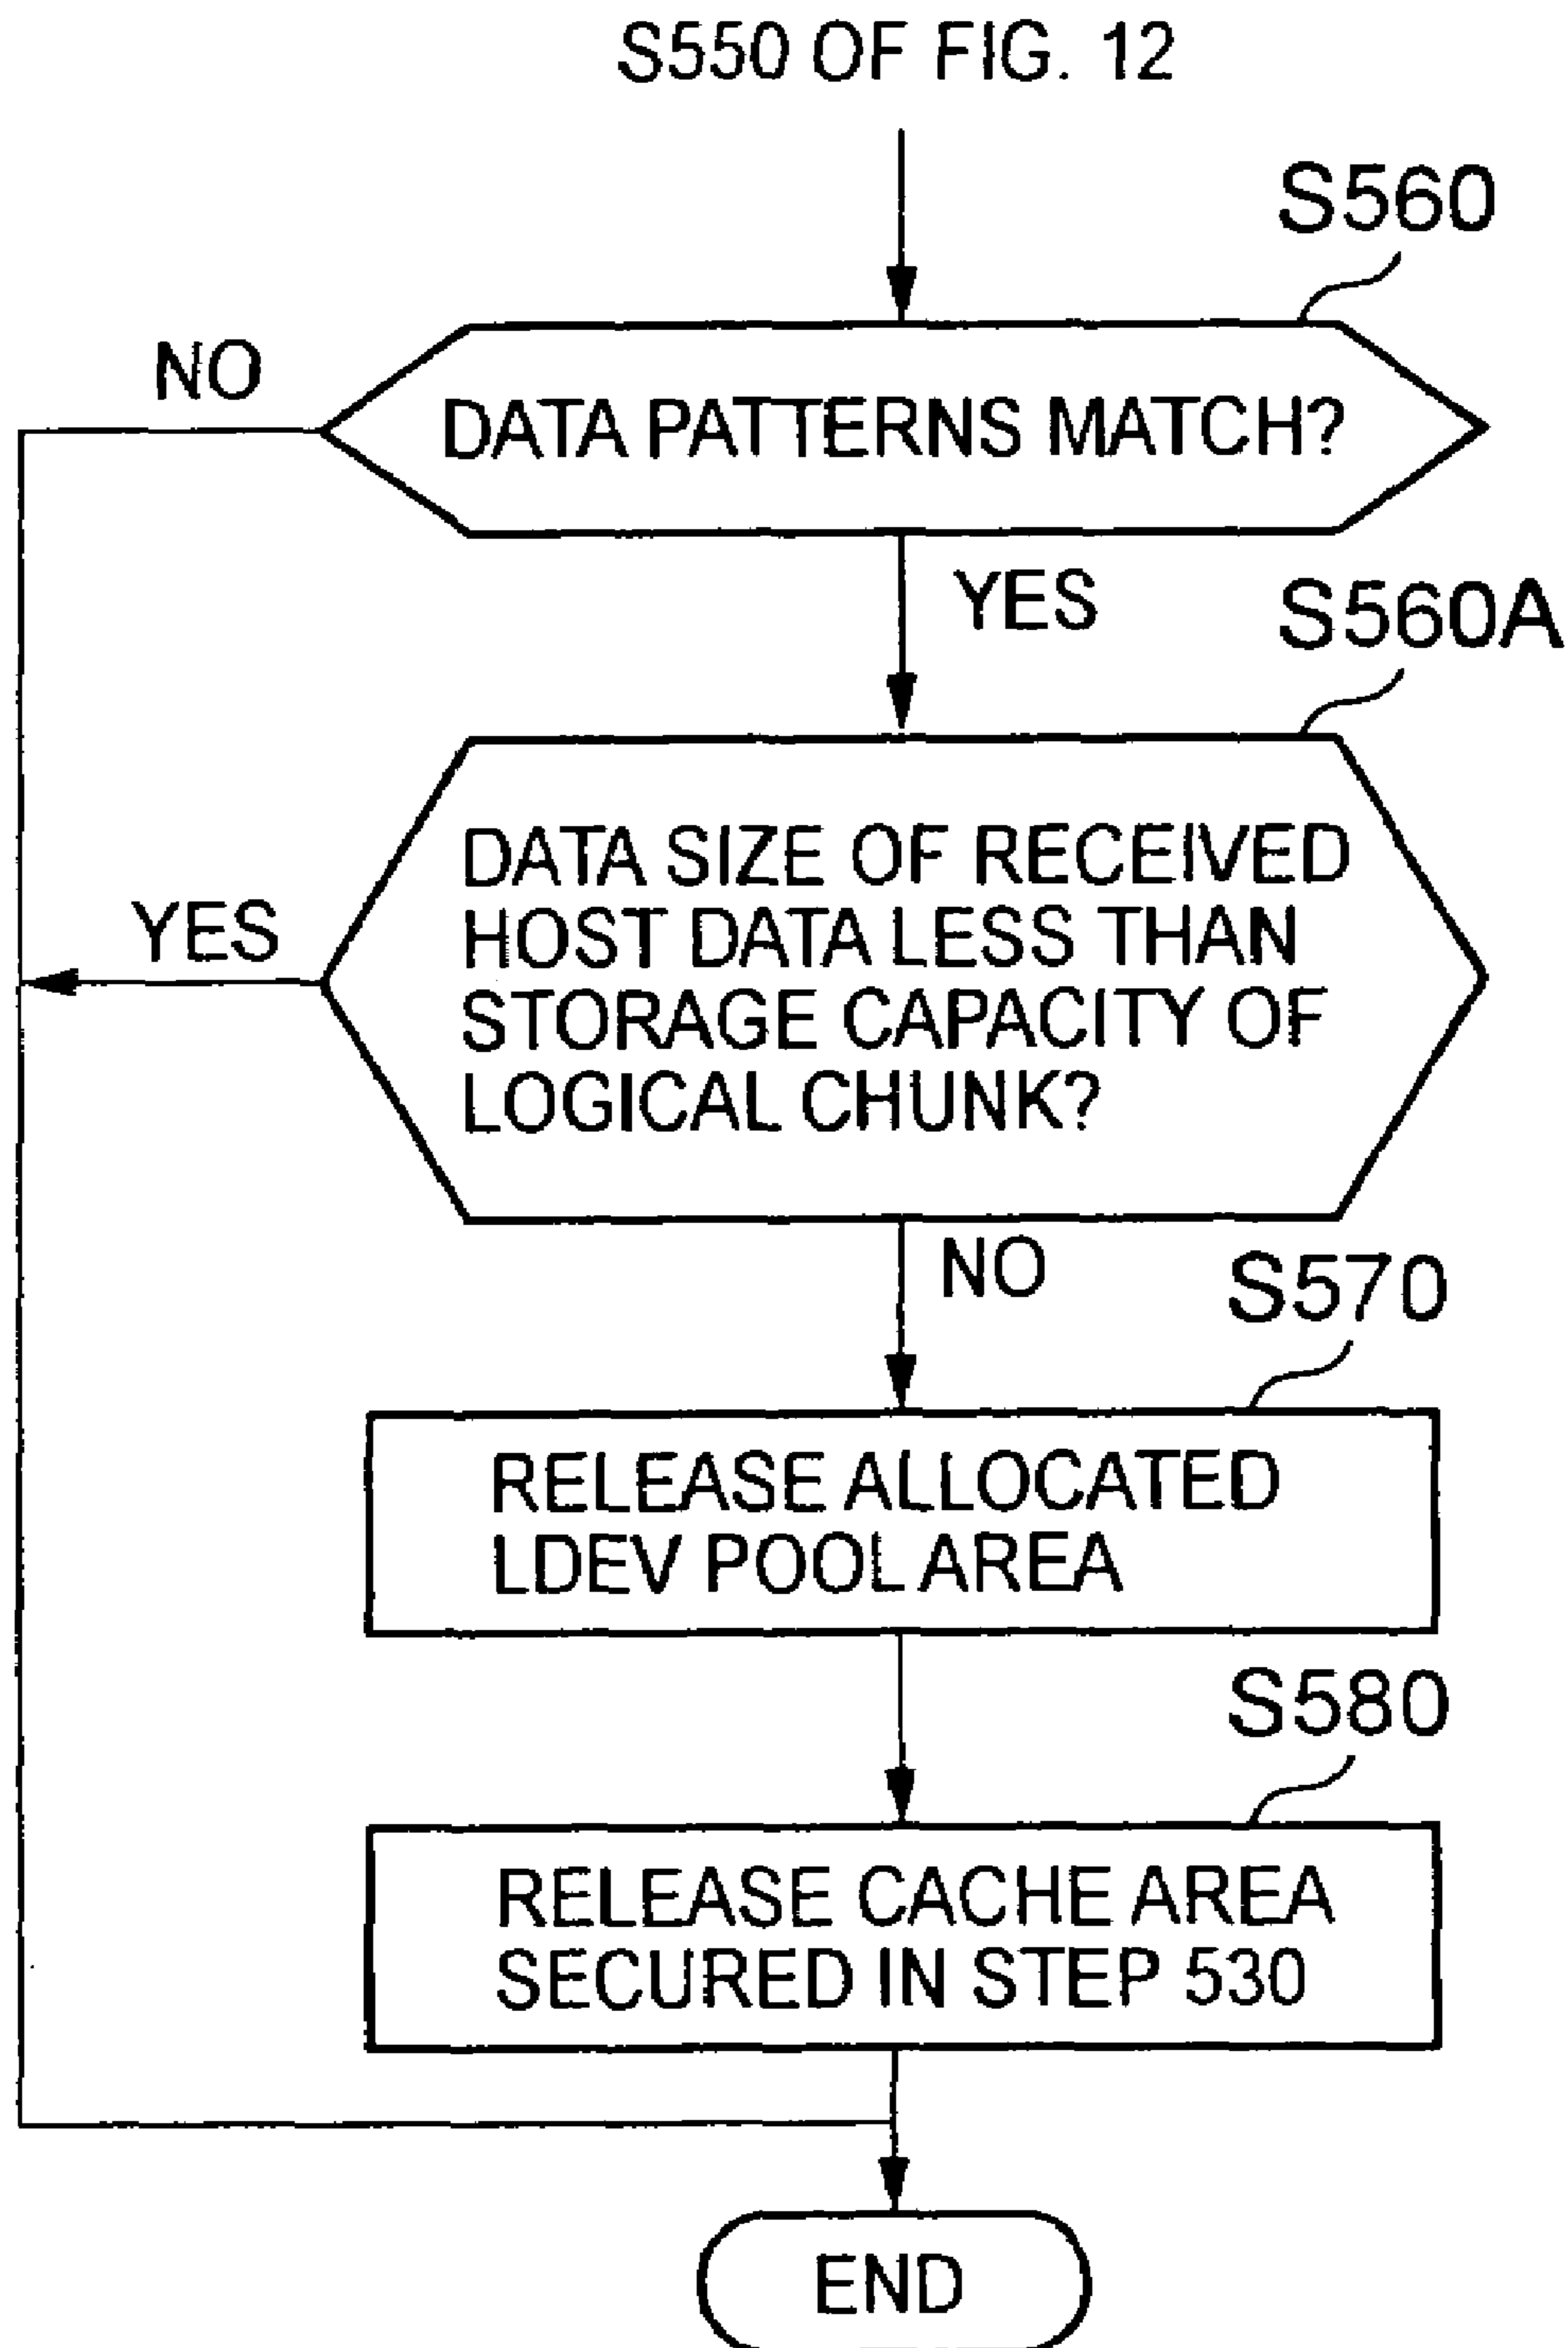 S550 OF FIG. 12
S560
NO
DATA PATTERNS MATCH?
YES
S560A
DATA SIZE OF RECEIVED
HOST DATA LESS THAN
STORAGE CAPACITY OF
LOGICAL CHUNK?
YES
NO
S570
RELEASE ALLOCATED
LDEV POOL AREA
S580
RELEASE CACHE AREA
SECURED IN STEP 530
END